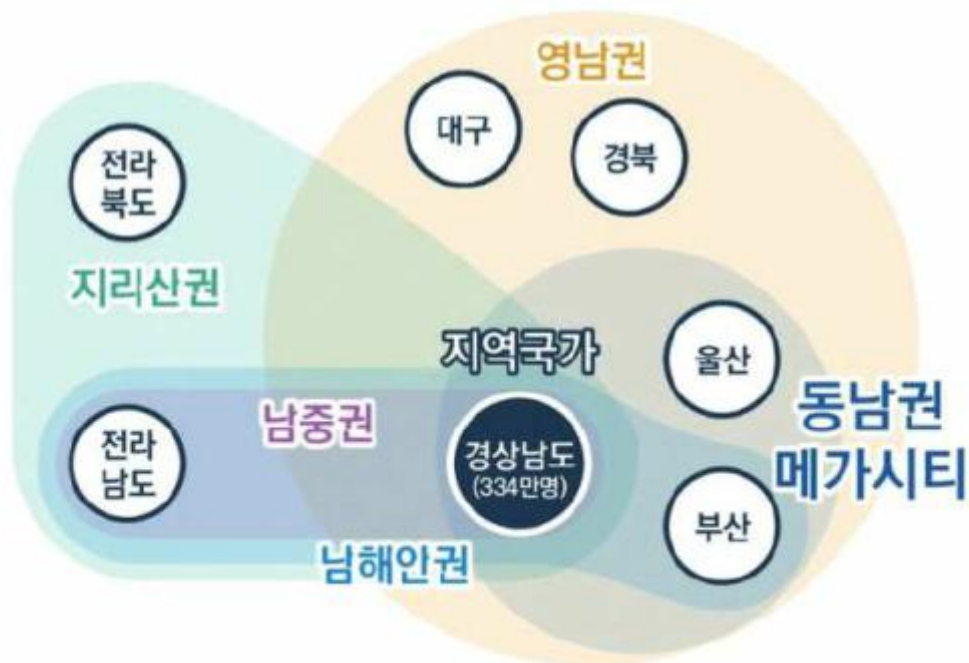 영남권
대구
경북
전라
북도
지리산권
지역국가
울산
동남권
메가시티
남중권
전라
남도
경상남도
(334만명)
부산
남해안권